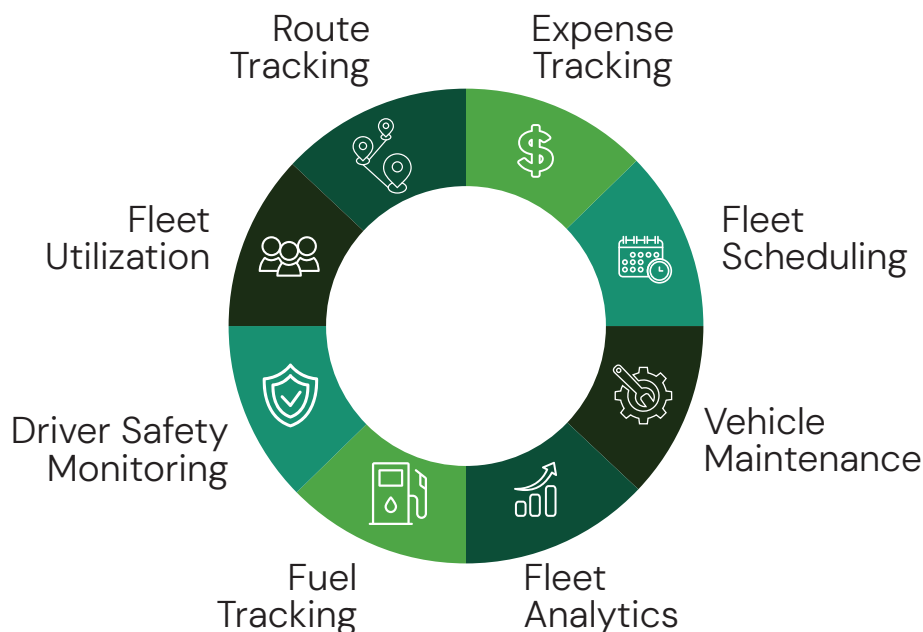 Route
Tracking
Expense
Tracking
Fleet
Scheduling
Vehicle
Maintenance
Fleet
Analytics
Fuel
Tracking
Driver Safety
Monitoring
Fleet
Utilization
$